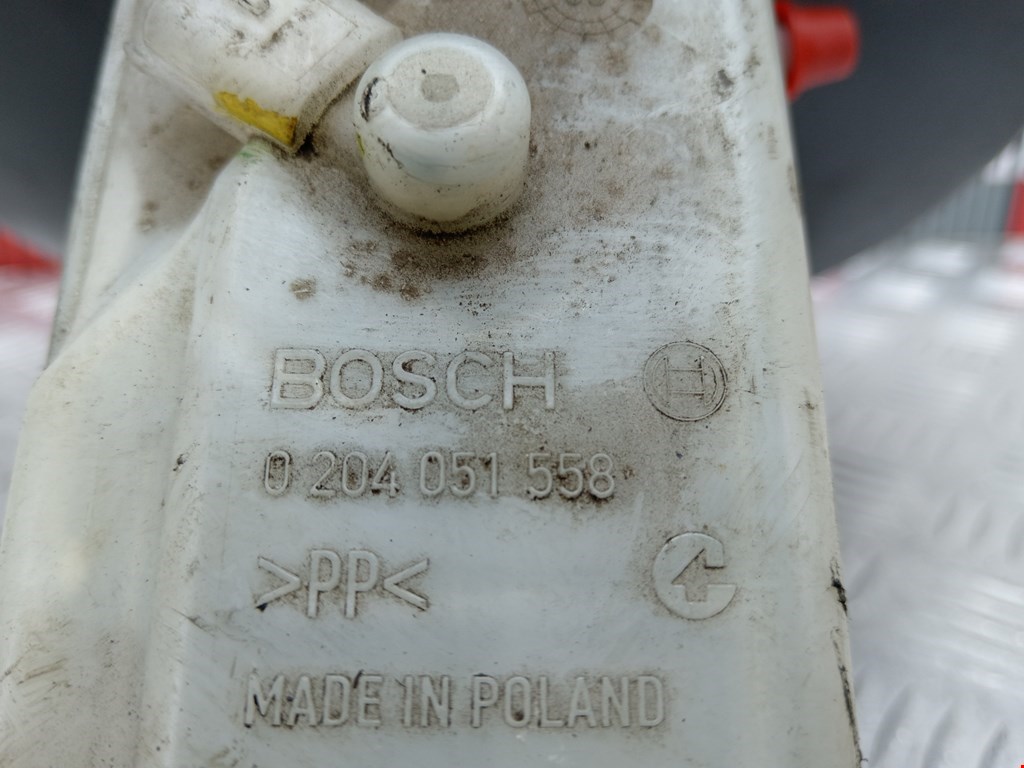 BOSCH
0 204 051 558
>PP<
MADE IN POLAND